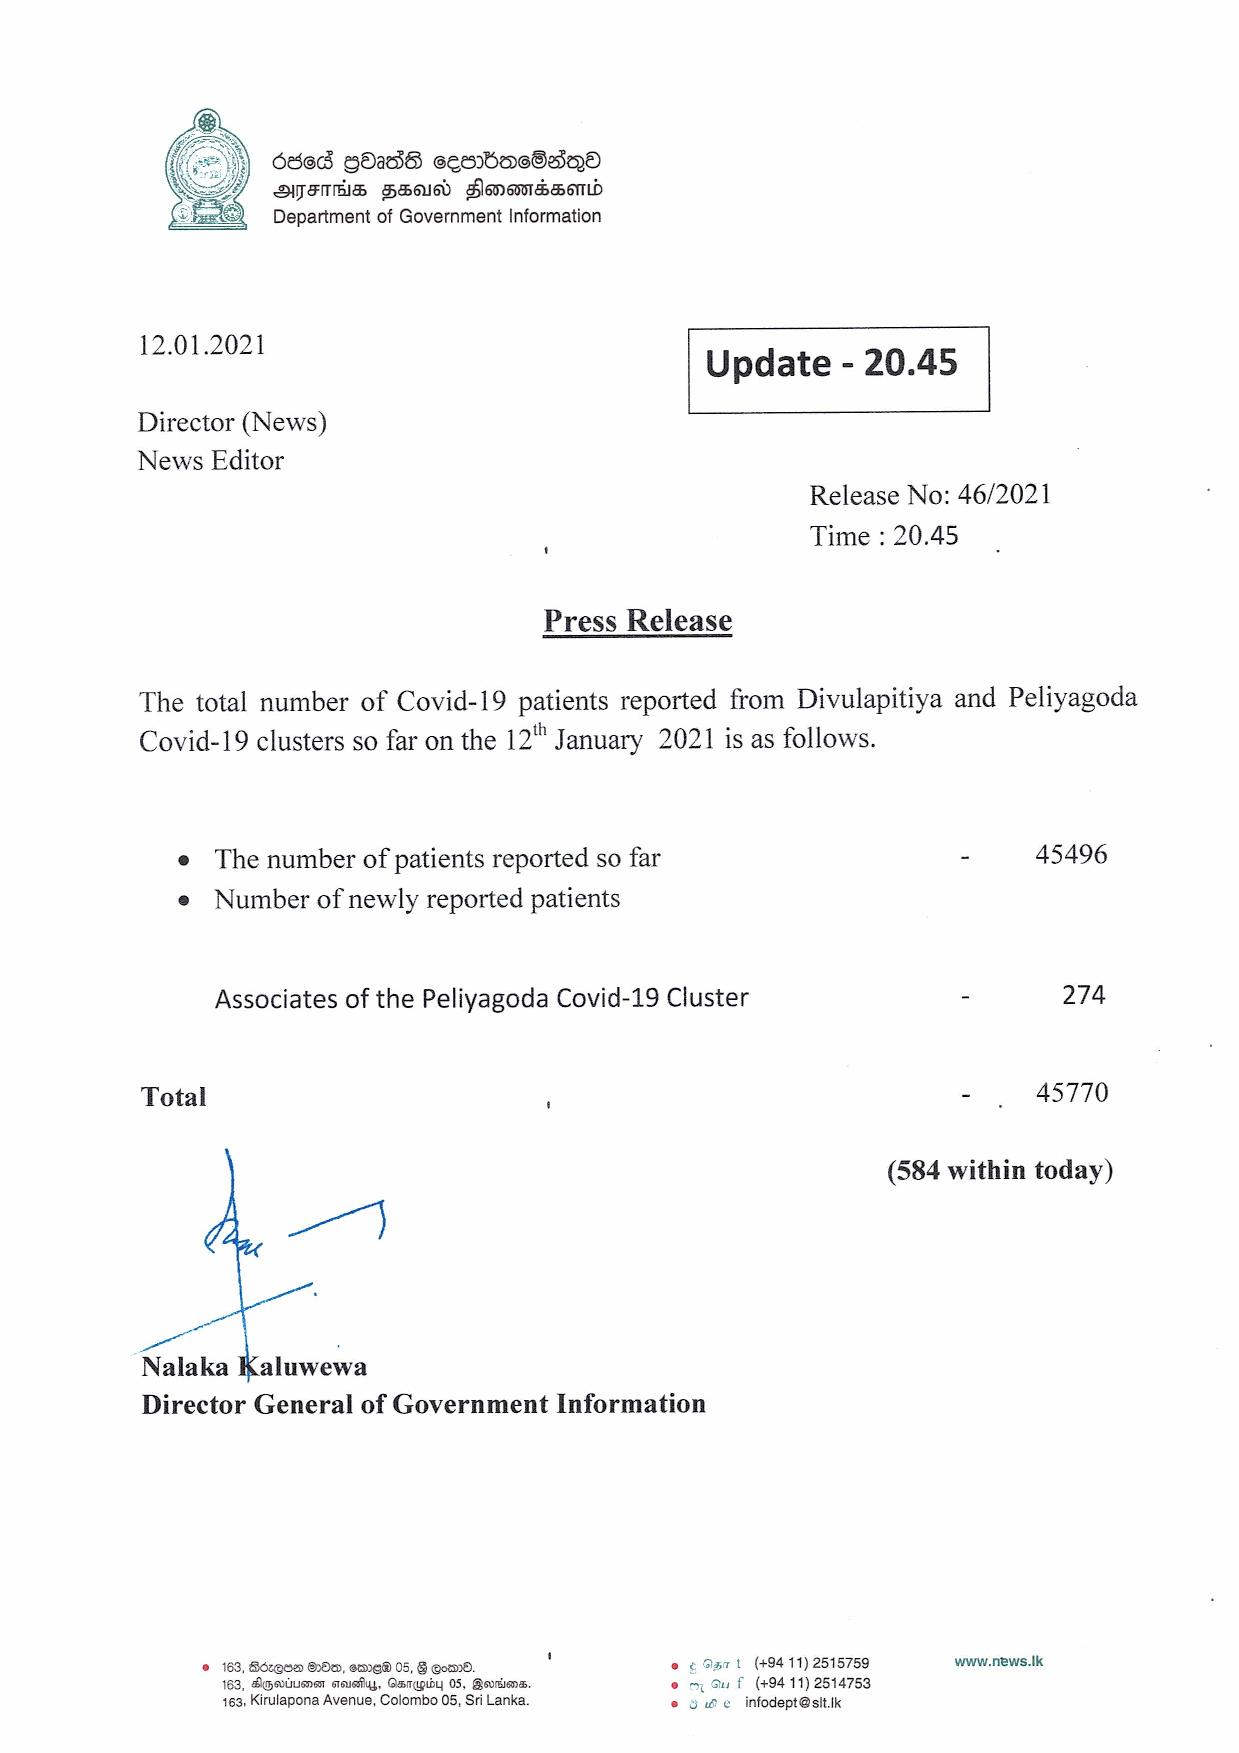 රජයේ ප්‍රවෘත්ති දෙපාර්තමේන්තුව
அரசாங்க தகவல் திணைக்களம்
Department of Government Information
12.01.2021
Update - 20.45
Director (News)
News Editor
Release No: 46/2021
Time : 20.45
Press Release
The total number of Covid-19 patients reported from Divulapitiya and Peliyagoda
Covid-19 clusters so far on the 12th January 2021 is as follows.
• The number of patients reported so far - 45496
• Number of newly reported patients
Associates of the Peliyagoda Covid-19 Cluster - 274
Total - 45770
(584 within today)
Nalaka Kaluwewa
Director General of Government Information
• 163, කිරුලපන මාවත, කොළඹ 05, ශ්‍රී ලංකාව.
163, கிருலப்பனை எவனியூ, கொழும்பு 05, இலங்கை.
163, Kirulapona Avenue, Colombo 05, Sri Lanka.
• දු தொ t (+94 11) 2515759
• ෆැ பெ f (+94 11) 2514753
• ඊ மி e infodept@slt.lk
www.news.lk